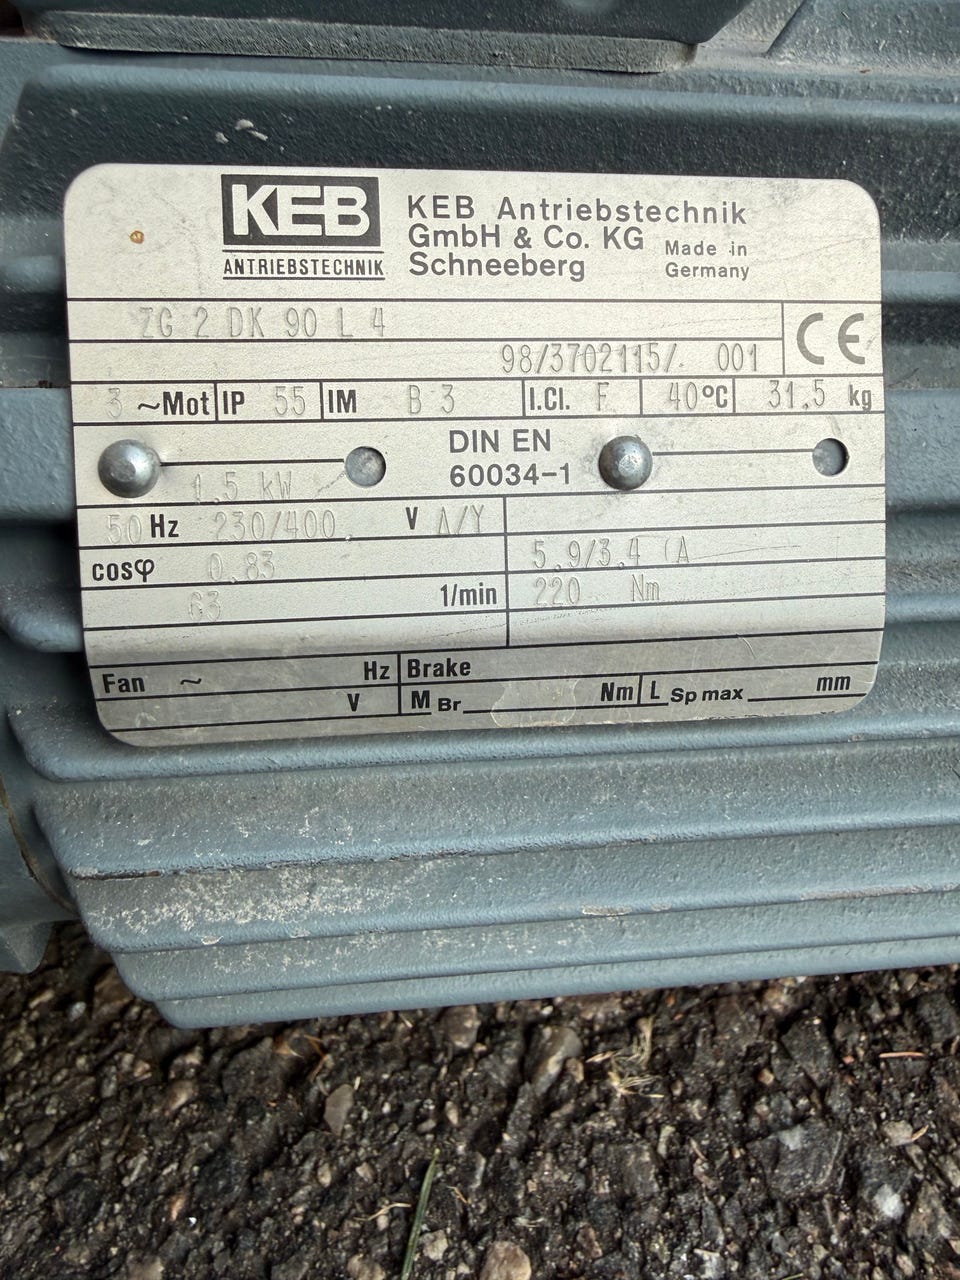 KEB
ANTRIEBSTECHNIK
KEB Antriebstechnik
GmbH & Co. KG
Schneeberg
Made in
Germany
ZG 2 DK 90 L 4
CE
98/3702115/. 001
3 ~Mot IP 55 IM B 3 I.Cl. F 40°C 31.5 kg
DIN EN
60034-1
1,5 kW
50 Hz 230/400 V Δ/Y
5.9/3.4 (A
cosφ 0.83
63 1/min 220 Nm
Fan ~ Hz Brake
V M Br Nm L Sp max mm